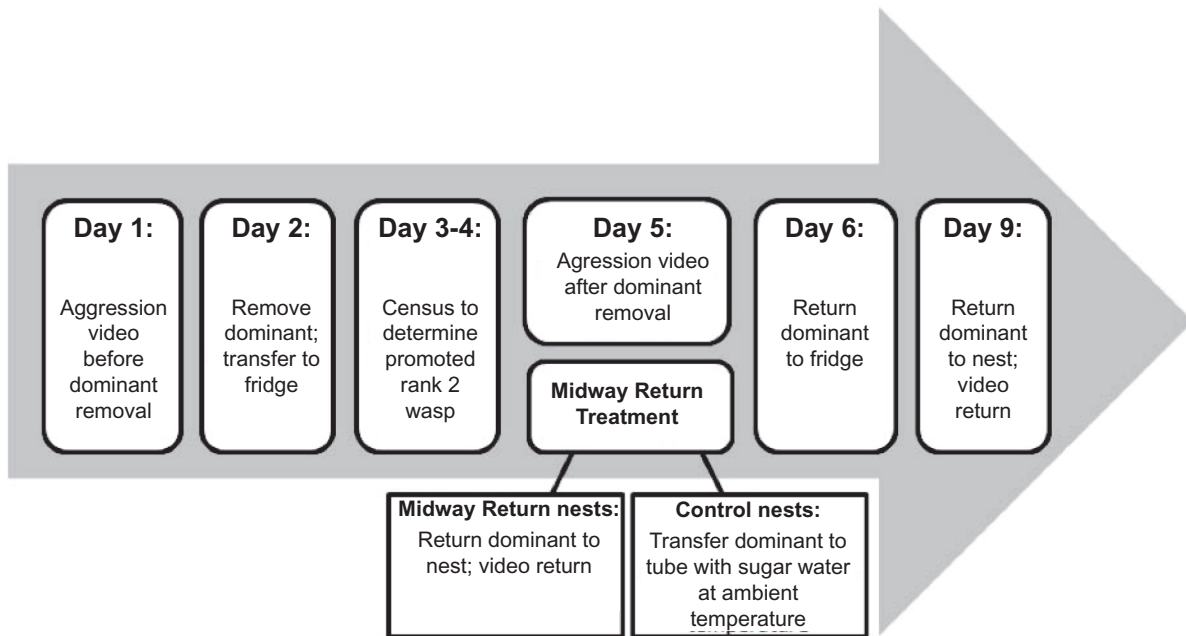 Day 1:
Aggression
video
before
dominant
removal
Day 2:
Remove
dominant;
transfer to
fridge
Day 3-4:
Census to
determine
promoted
rank 2
wasp
Day 5:
Agression video
after dominant
removal
Midway Return
Treatment
Midway Return nests:
Return dominant to
nest; video return
Control nests:
Transfer dominant to
tube with sugar water
at ambient
temperature
Day 6:
Return
dominant
to fridge
Day 9:
Return
dominant
to nest;
video
return